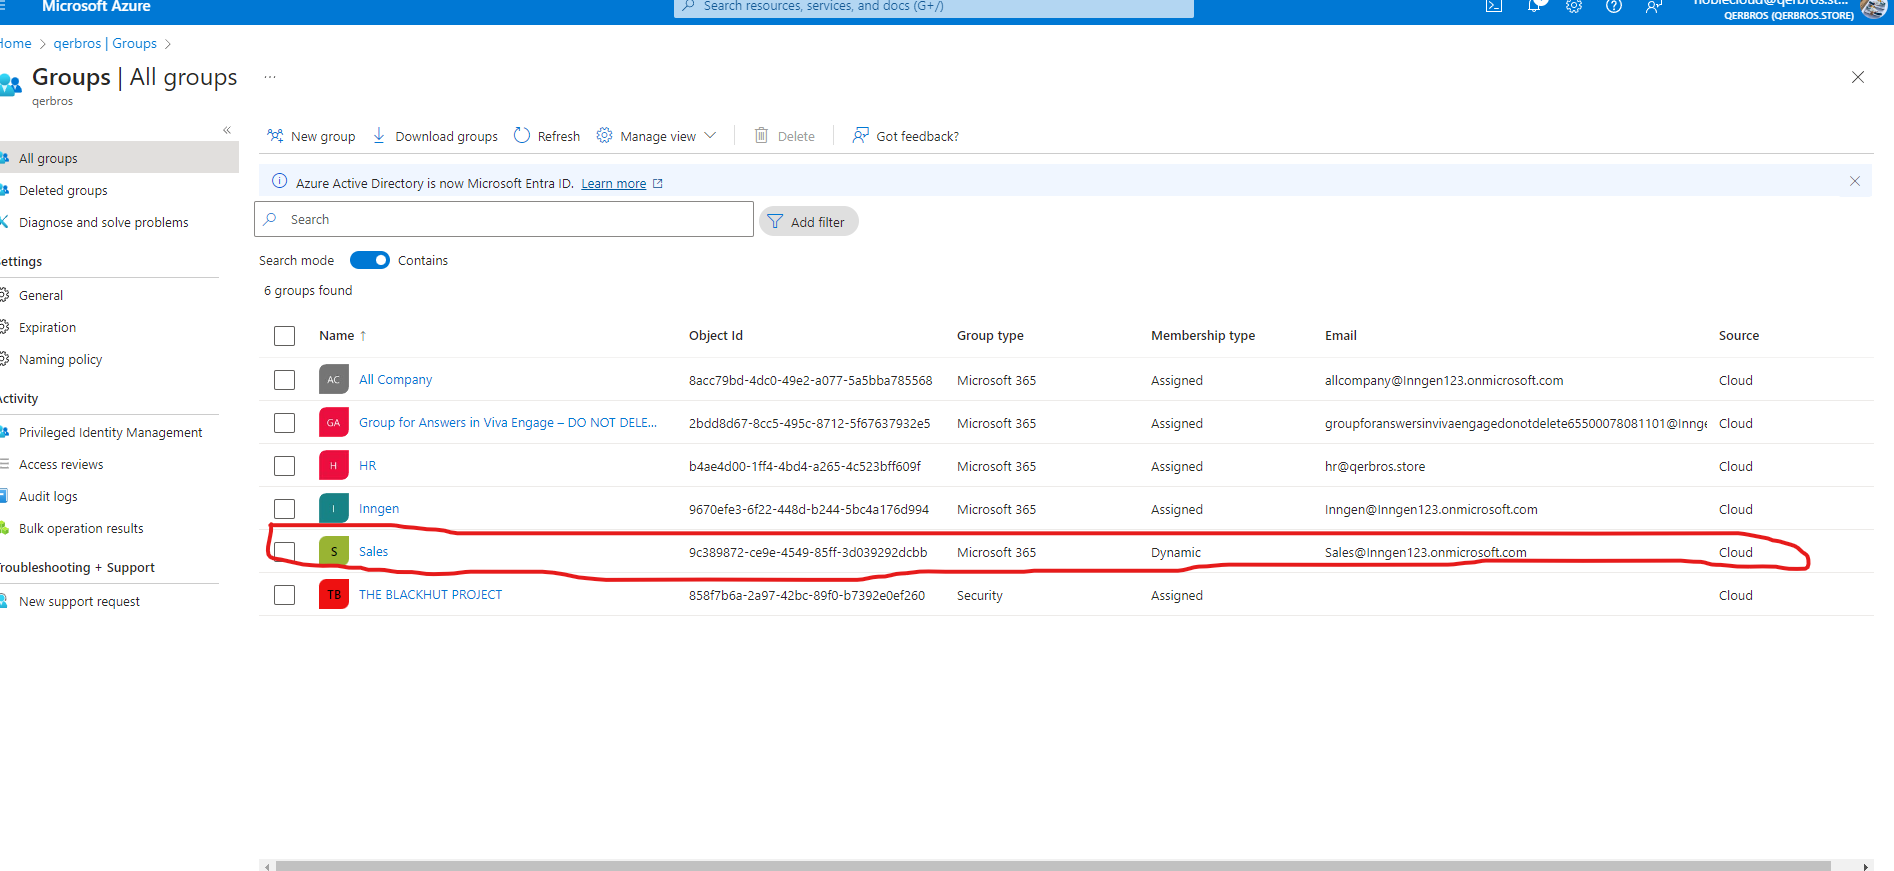 Microsoft Azure
Search resources, services, and docs (G+/)
QERBROS (QERBROS.STORE)
Home > qerbros | Groups >
Groups | All groups ...
qerbros
«
New group Download groups Refresh Manage view Delete Got feedback?
Azure Active Directory is now Microsoft Entra ID. Learn more
Search
Add filter
Search mode Contains
6 groups found
All groups
Deleted groups
Diagnose and solve problems
ettings
General
Expiration
Naming policy
Activity
Privileged Identity Management
Access reviews
Audit logs
Bulk operation results
roubleshooting + Support
New support request
Name ↑ Object Id Group type Membership type Email Source
AC All Company 8acc79bd-4dc0-49e2-a077-5a5bba785568 Microsoft 365 Assigned allcompany@Inngen123.onmicrosoft.com Cloud
GA Group for Answers in Viva Engage – DO NOT DELE... 2bdd8d67-8cc5-495c-8712-5f67637932e5 Microsoft 365 Assigned groupforanswersinvivaengagedonotdelete65500078081101@Innge Cloud
H HR b4ae4d00-1ff4-4bd4-a265-4c523bff609f Microsoft 365 Assigned hr@qerbros.store Cloud
I Inngen 9670efe3-6f22-448d-b244-5bc4a176d994 Microsoft 365 Assigned Inngen@Inngen123.onmicrosoft.com Cloud
S Sales 9c389872-ce9e-4549-85ff-3d039292dcbb Microsoft 365 Dynamic Sales@Inngen123.onmicrosoft.com Cloud
TB THE BLACKHUT PROJECT 858f7b6a-2a97-42bc-89f0-b7392e0ef260 Security Assigned Cloud